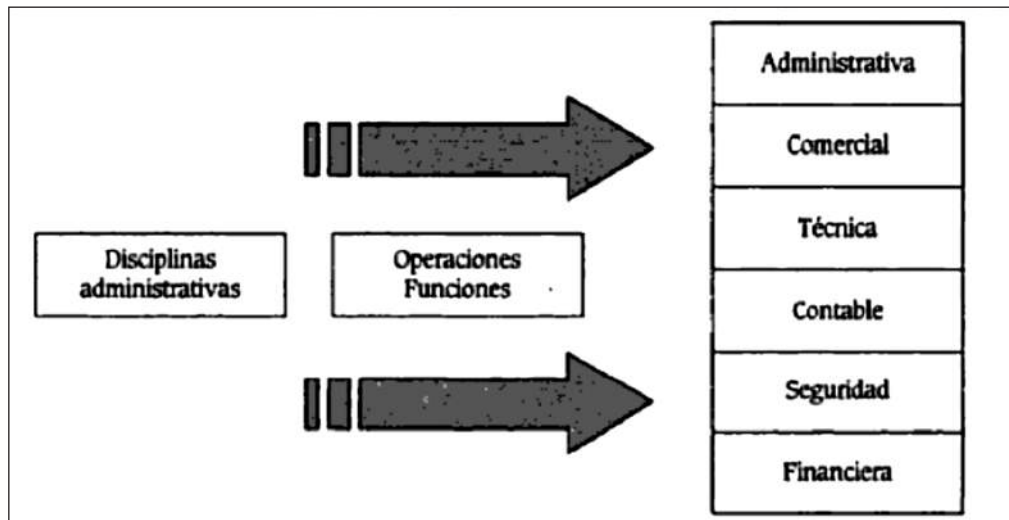 Disciplinas
administrativas
Operaciones
Funciones
Administrativa
Comercial
Técnica
Contable
Seguridad
Financiera